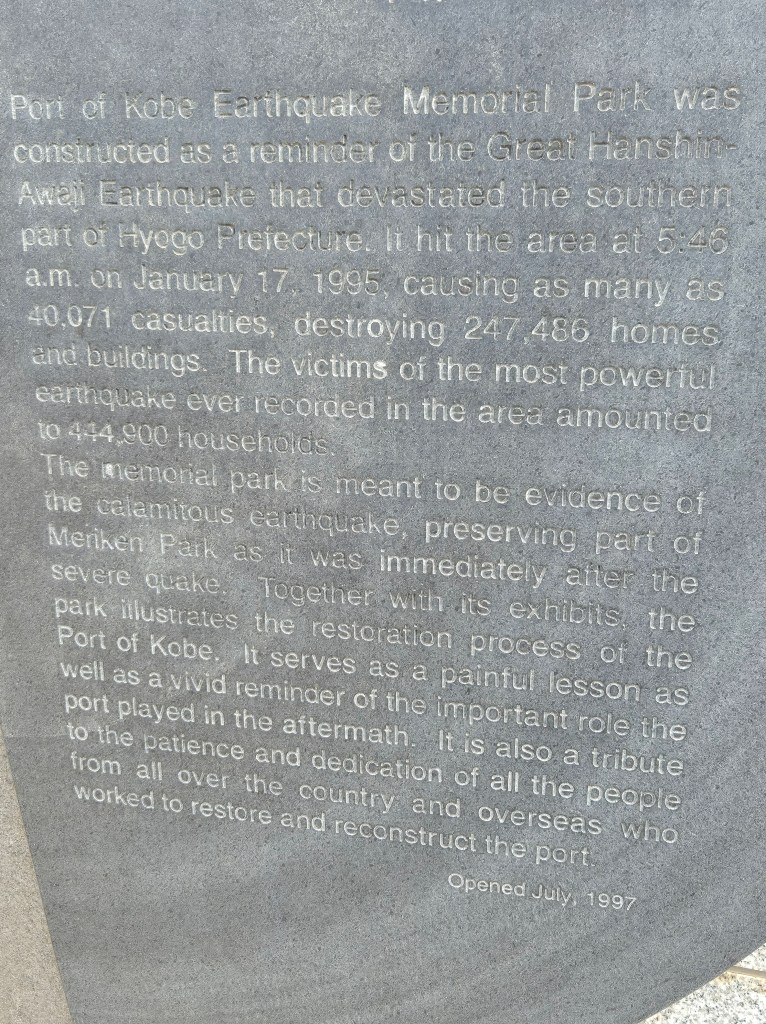 Port of Kobe Earthquake Memorial Park was
constructed as a reminder of the Great Hanshin-
Awaji Earthquake that devastated the southern
part of Hyogo Prefecture. It hit the area at 5:46
a.m. on January 17, 1995, causing as many as
40,071 casualties, destroying 247,486 homes
and buildings. The victims of the most powerful
earthquake ever recorded in the area amounted
to 444,900 households.
The memorial park is meant to be evidence of
the calamitous earthquake, preserving part of
Meriken Park as it was immediately after the
severe quake. Together with its exhibits, the
park illustrates the restoration process of the
Port of Kobe. It serves as a painful lesson as
well as a vivid reminder of the important role the
port played in the aftermath. It is also a tribute
to the patience and dedication of all the people
from all over the country and overseas who
worked to restore and reconstruct the port.
Opened July, 1997